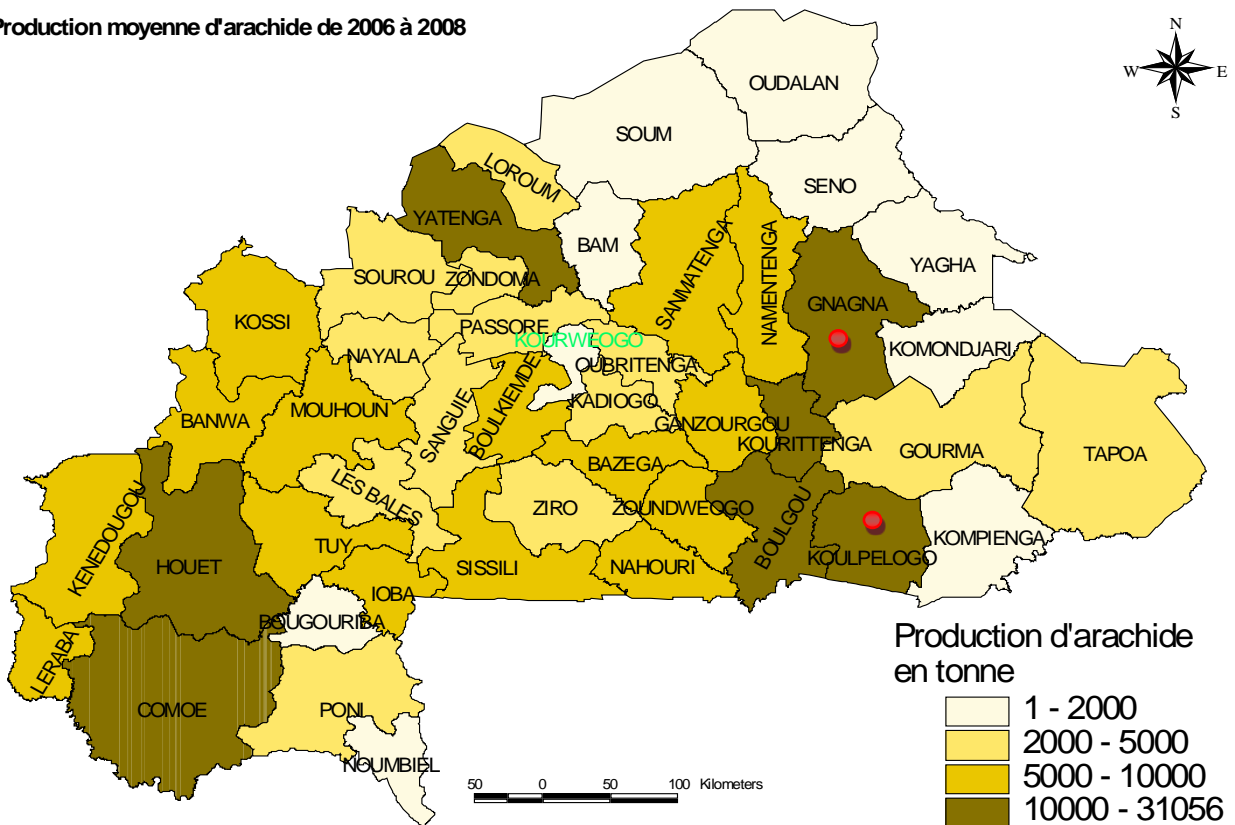 Production moyenne d'arachide de 2006 à 2008
N
W E
S
OUDALAN
SOUM
SENO
LOROUM
YATENGA
BAM
SANMATENGA
NAMENTENGA
YAGHA
SOUROU
ZONDOMA
GNAGNA
KOSSI
PASSORE
KOURWEOGO
NAYALA
KOMONDJARI
OUBRITENGA
BOULKIEMDE
SANGUIE
KADIOGO
MOUHOUN
BANWA
GANZOURGOU
KOURITTENGA
GOURMA
TAPOA
BAZEGA
LES BALES
ZIRO
ZOUNDWEOGO
KENEDOUGOU
BOULGOU
KOMPIENGA
TUY
HOUET
SISSILI
NAHOURI
KOULPELOGO
IOBA
BOUGOURIBA
LERABA
COMOE
PONI
NOUMBIEL
Production d'arachide
en tonne
1 - 2000
2000 - 5000
5000 - 10000
10000 - 31056
50 0 50 100 Kilometers